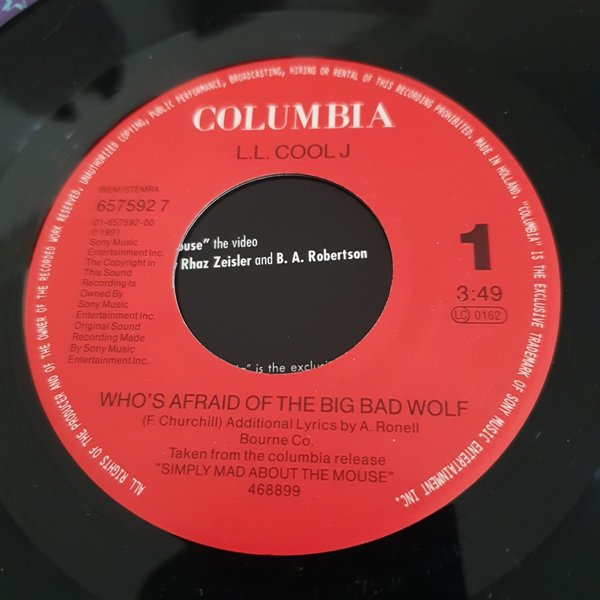 UNAUTHORIZED COPYING, PUBLIC PERFORMANCE, BROADCASTING, HIRING OR RENTAL OF THIS RECORDING PROHIBITED. MADE IN HOLLAND. "COLUMBIA" IS THE EXCLUSIVE TRADEMARK OF SONY MUSIC ENTERTAINMENT INC.
COLUMBIA
L.L. COOL J
BIEM/STEMRA
657592 7
01-657592-00
℗ 1991
Sony Music
Entertainment Inc.
The Copyright In
This Sound
Recording Is
Owned By
Sony Music
Entertainment Inc.
Original Sound
Recording Made
By Sony Music
Entertainment Inc.
ouse" the video
Rhaz Zeisler and B. A. Robertson
" is the exclusi
1
3:49
LC 0162
WHO'S AFRAID OF THE BIG BAD WOLF
(F. Churchill) Additional Lyrics by A. Ronell
Bourne Co.
Taken from the columbia release
"SIMPLY MAD ABOUT THE MOUSE"
468899
ALL RIGHTS OF THE PRODUCER AND OF THE OWNER OF THE RECORDED WORK RESERVED.